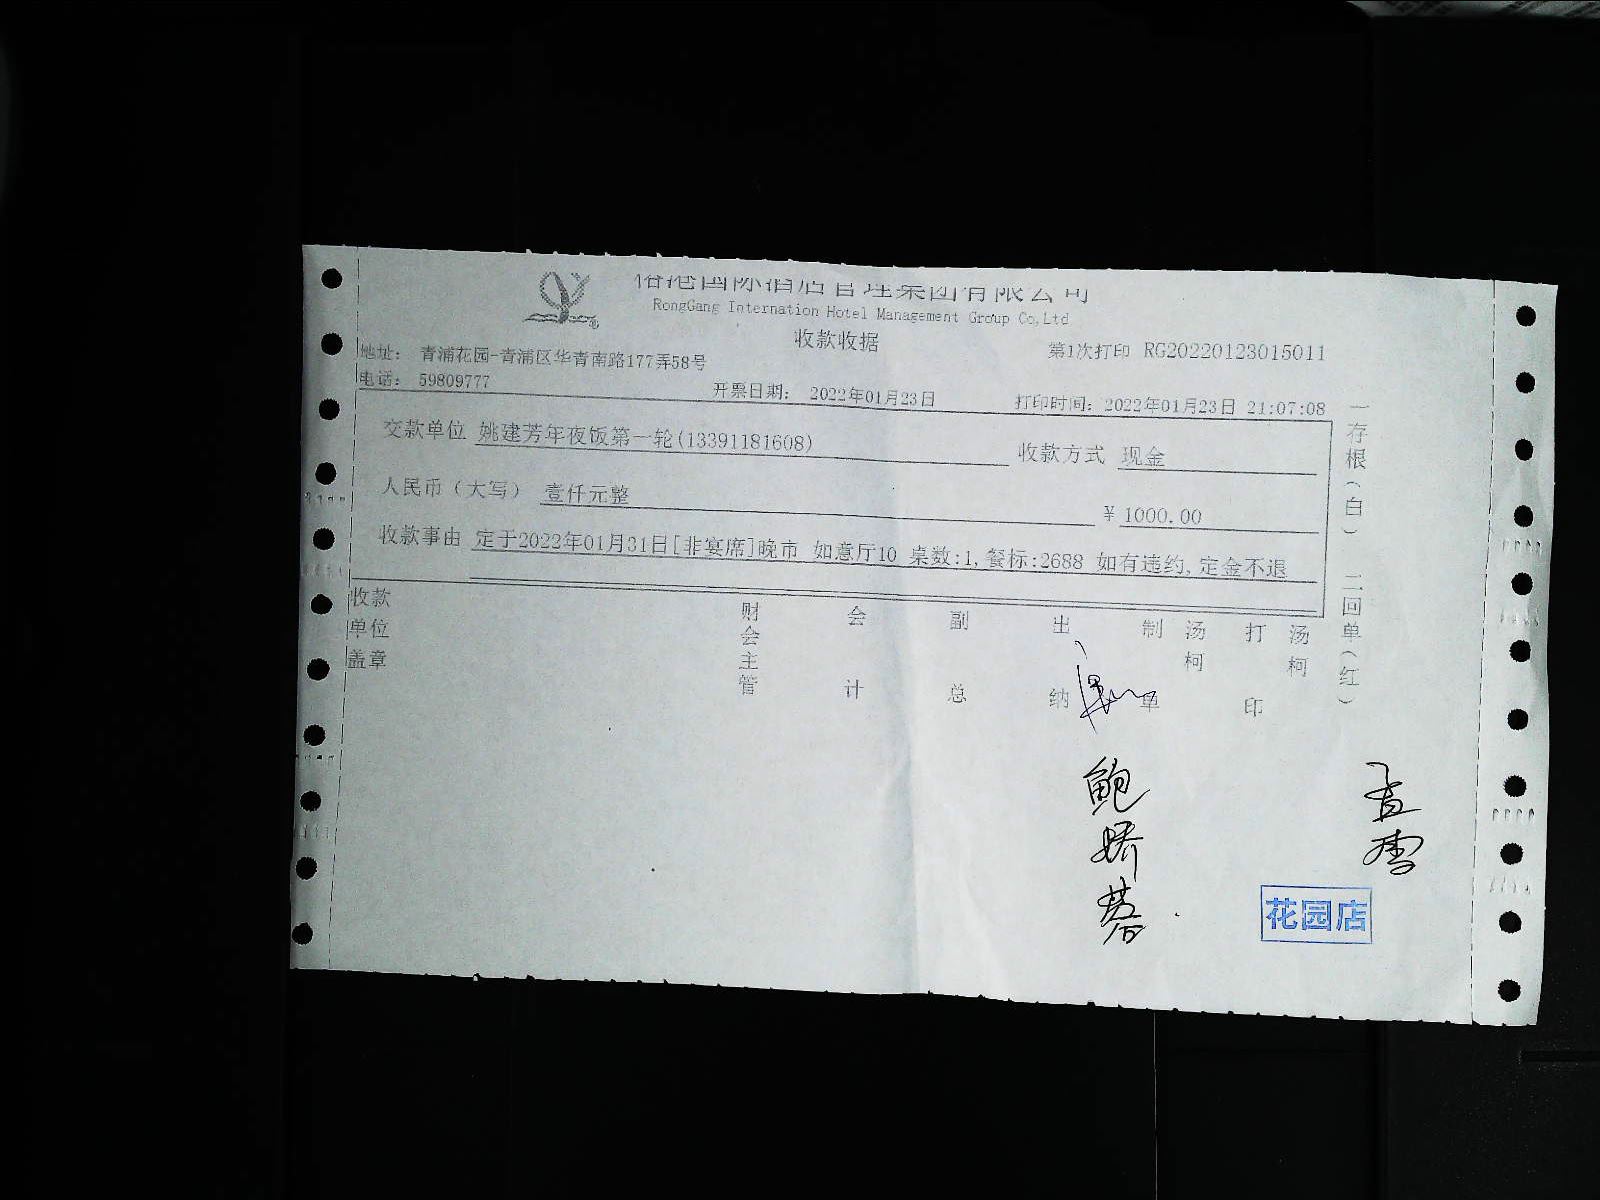 国际酒店管理集团有限公司
RongGang Internation Hotel Management Group Co,Ltd
收款收据
第1次打印 RG20220123015011
地址： 青浦花园-青浦区华青南路177弄58号
电话： 59809777
开票日期： 2022年01月23日
打印时间：2022年01月23日 21:07:08
交款单位 姚建芳年夜饭第一轮(13391181608)
收款方式 现金
人民币（大写） 壹仟元整
¥ 1000.00
收款事由 定于2022年01月31日[非宴席]晚市 如意厅10 桌数:1,餐标:2688 如有违约,定金不退
收款单位盖章
财会主管
会计
副总
出纳
制单
汤柯
打印
汤柯
一存根（白） 二回单（红）
鲍娇蓉
花园店